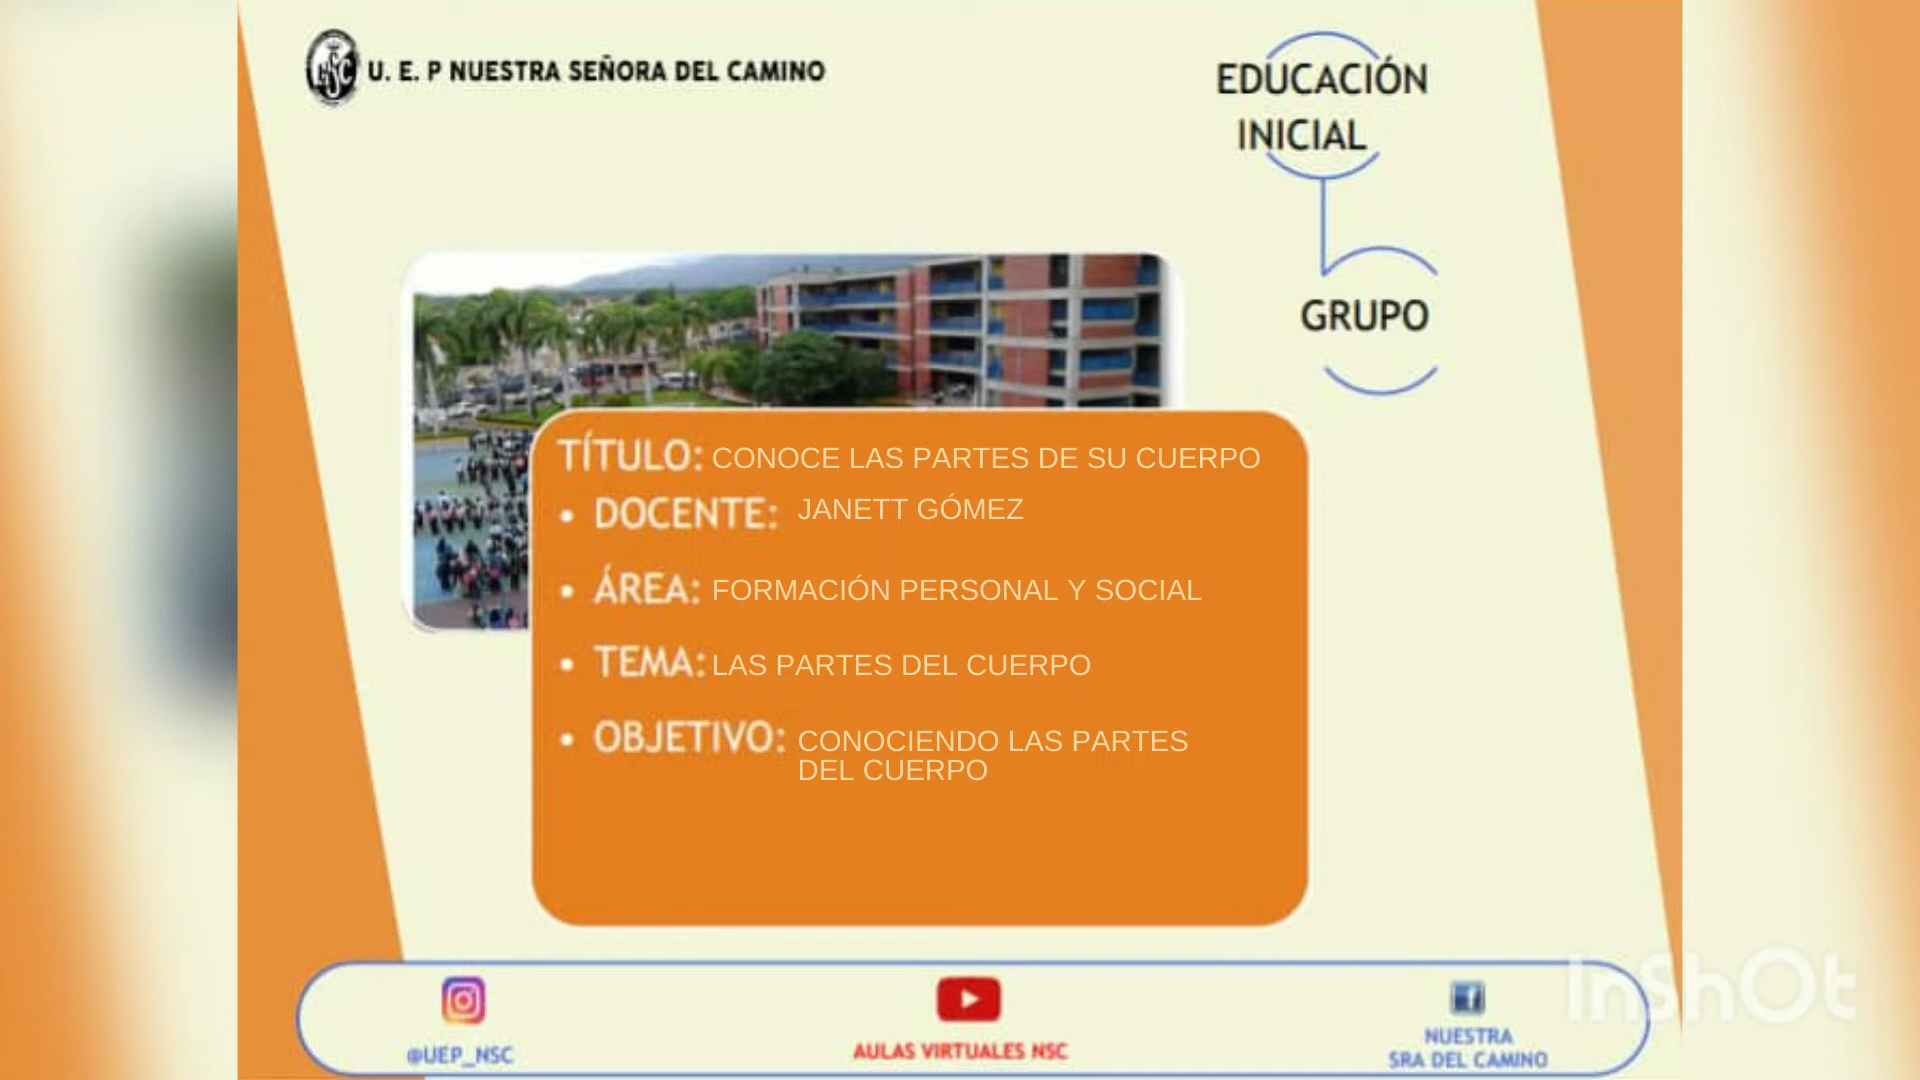 U. E. P NUESTRA SEÑORA DEL CAMINO
EDUCACIÓN
INICIAL
GRUPO
TÍTULO: CONOCE LAS PARTES DE SU CUERPO
• DOCENTE: JANETT GÓMEZ
• ÁREA: FORMACIÓN PERSONAL Y SOCIAL
• TEMA: LAS PARTES DEL CUERPO
• OBJETIVO: CONOCIENDO LAS PARTES
DEL CUERPO
@UEP_NSC
AULAS VIRTUALES NSC
NUESTRA
SRA DEL CAMINO
InShOt